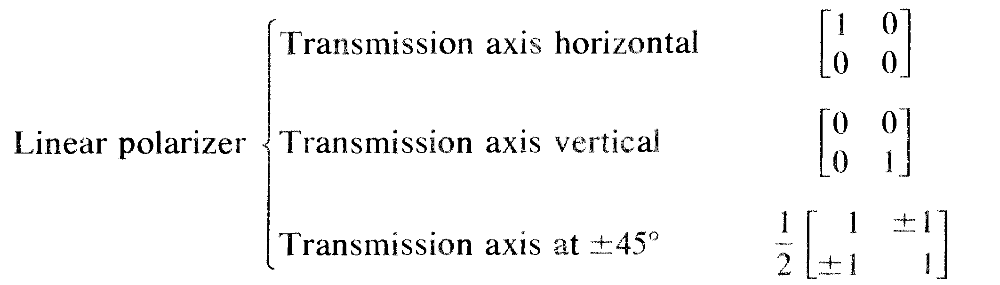 Transmission axis horizontal [1 0
0 0]
Linear polarizer { Transmission axis vertical [0 0
0 1]
Transmission axis at ±45° 1/2 [1 ±1
±1 1]